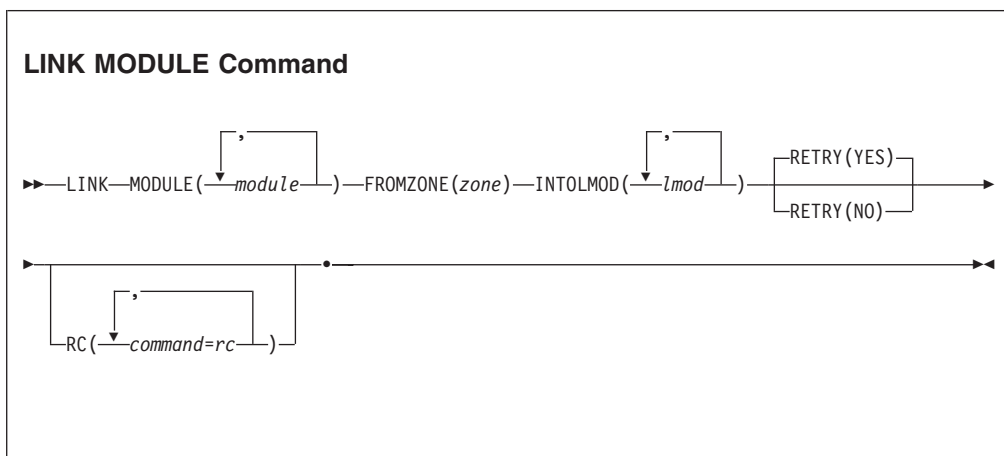 LINK MODULE Command
,
,
RETRY(YES)
LINK MODULE( module ) FROMZONE(zone) INTOLMOD( lmod )
RETRY(NO)
.
,
RC( command=rc )